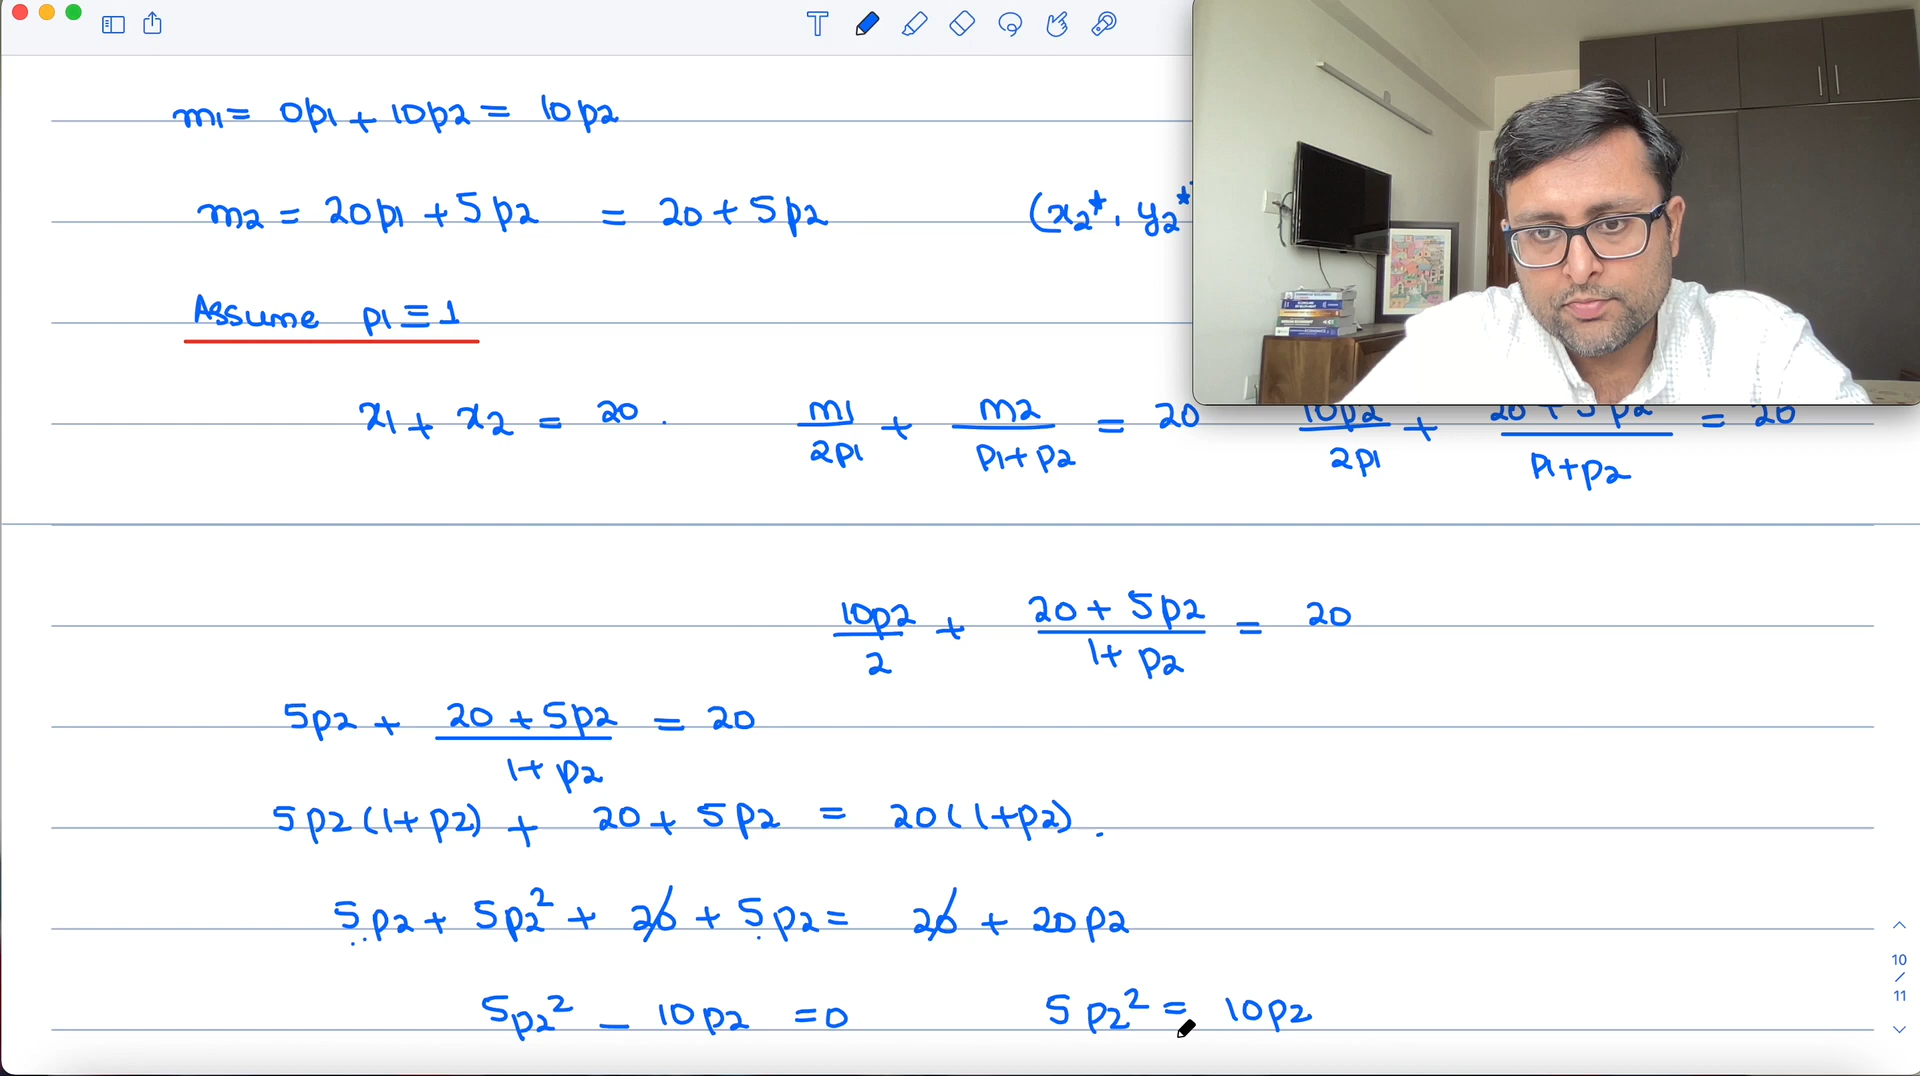 m1 = 0p1 + 10p2 = 10p2
m2 = 20p1 + 5p2 = 20 + 5p2 (x2*, y2*
Assume p1 ≡ 1
x1 + x2 = 20. m1/2p1 + m2/p1+p2 = 20 10p2/2p1 + 20+5p2/p1+p2 = 20
10p2/2 + 20+5p2/1+p2 = 20
5p2 + 20+5p2/1+p2 = 20
5p2(1+p2) + 20 + 5p2 = 20(1+p2).
5p2 + 5p2² + 20 + 5p2 = 20 + 20p2
5p2² - 10p2 = 0 5p2² = 10p2
10
/
11